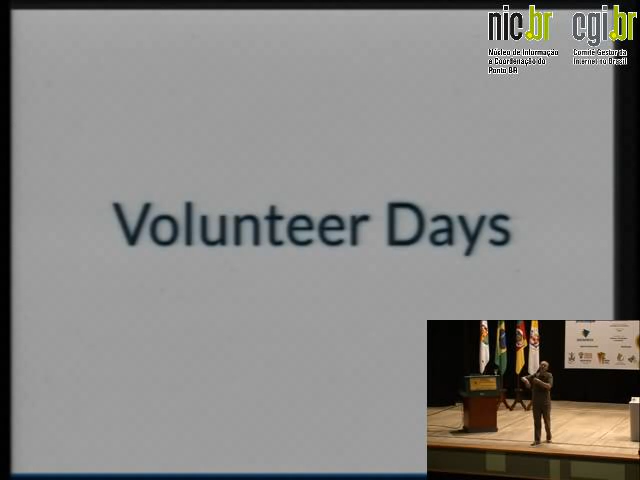 nic.br cgi.br
Núcleo de Informação
e Coordenação do
Ponto BR
Comitê Gestor da
Internet no Brasil
Volunteer Days